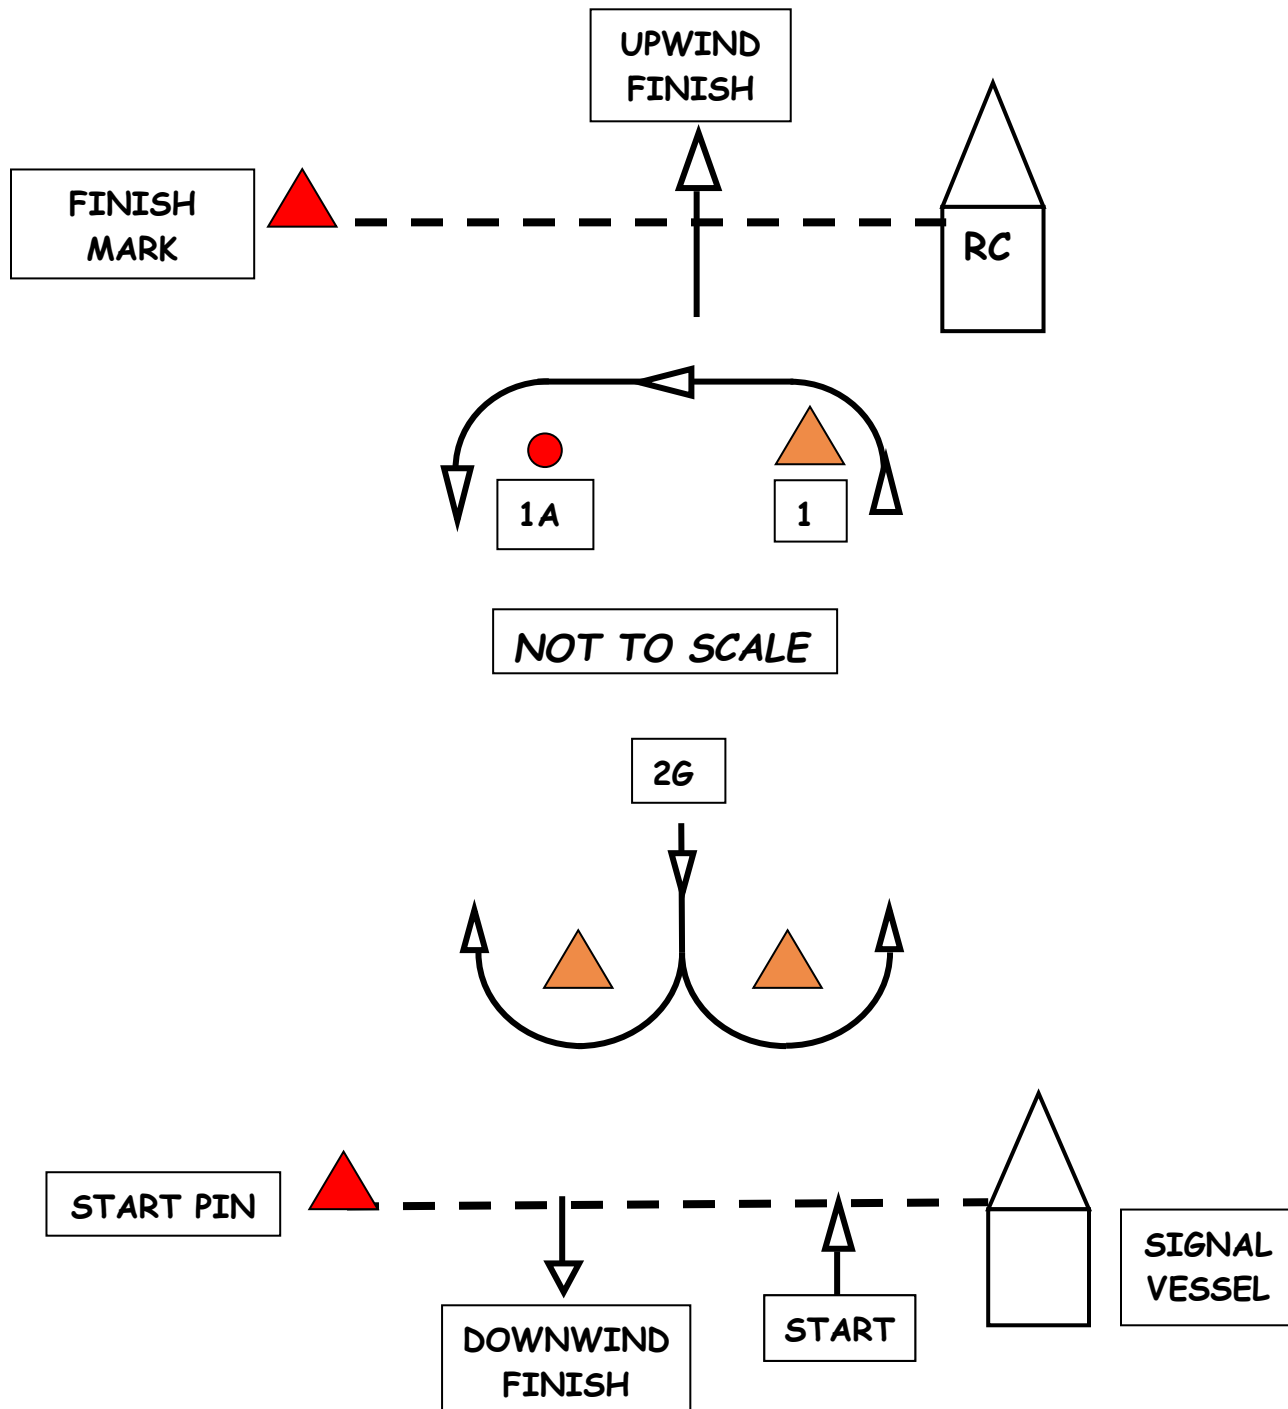 UPWIND
FINISH
FINISH
MARK
RC
1A
1
NOT TO SCALE
2G
START PIN
SIGNAL
VESSEL
START
DOWNWIND
FINISH